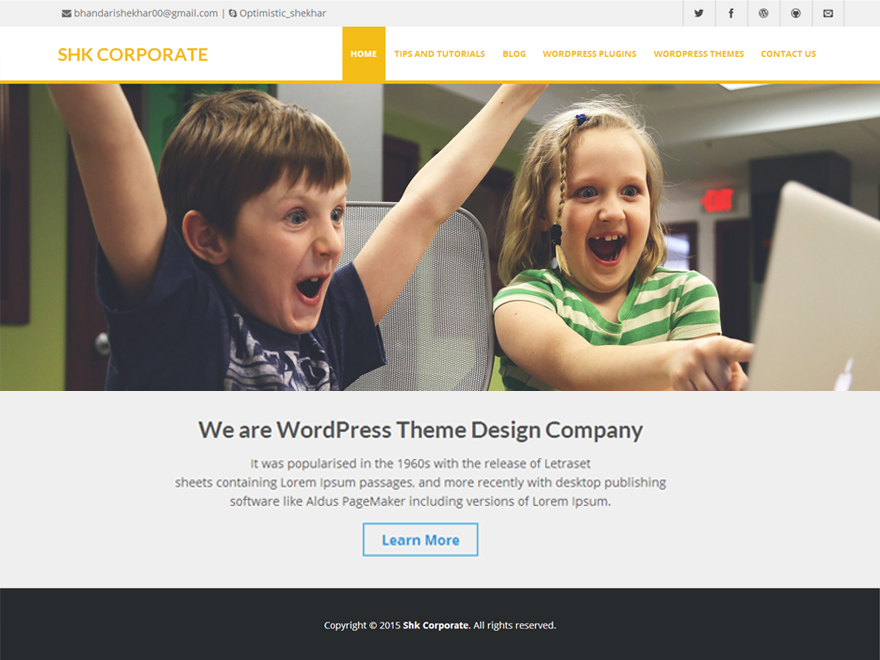 bhandarishekhar00@gmail.com | Optimistic_shekhar
SHK CORPORATE
HOME TIPS AND TUTORIALS BLOG WORDPRESS PLUGINS WORDPRESS THEMES CONTACT US
We are WordPress Theme Design Company
It was popularised in the 1960s with the release of Letraset
sheets containing Lorem Ipsum passages, and more recently with desktop publishing
software like Aldus PageMaker including versions of Lorem Ipsum.
Learn More
Copyright © 2015 Shk Corporate. All rights reserved.